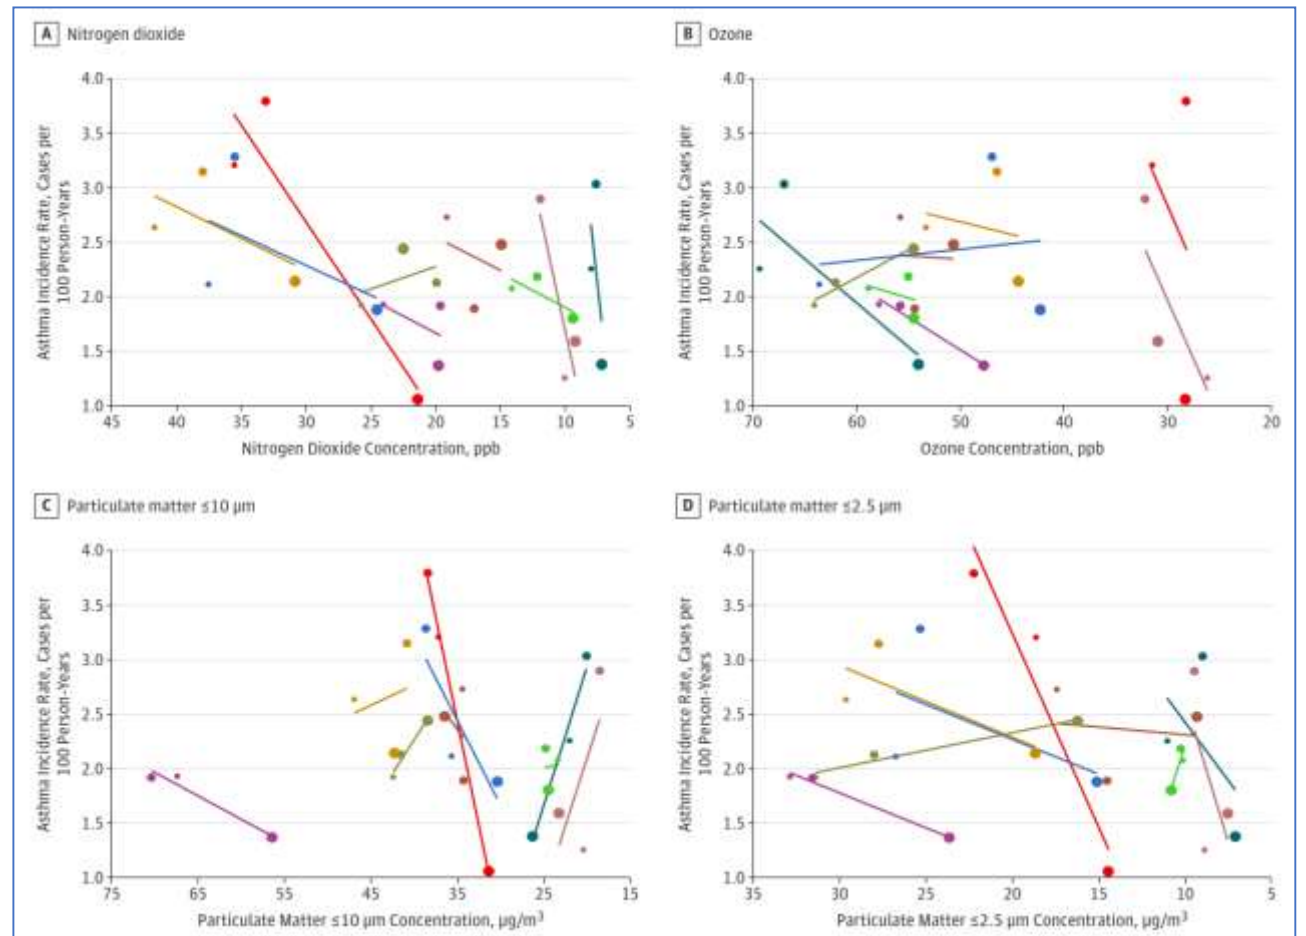 A Nitrogen dioxide
Asthma Incidence Rate, Cases per
100 Person-Years
4.0
3.5
3.0
2.5
2.0
1.5
1.0
45 40 35 30 25 20 15 10 5
Nitrogen Dioxide Concentration, ppb
B Ozone
Asthma Incidence Rate, Cases per
100 Person-Years
4.0
3.5
3.0
2.5
2.0
1.5
1.0
70 60 50 40 30 20
Ozone Concentration, ppb
C Particulate matter ≤10 µm
Asthma Incidence Rate, Cases per
100 Person-Years
4.0
3.5
3.0
2.5
2.0
1.5
1.0
75 65 55 45 35 25 15
Particulate Matter ≤10 µm Concentration, µg/m³
D Particulate matter ≤2.5 µm
Asthma Incidence Rate, Cases per
100 Person-Years
4.0
3.5
3.0
2.5
2.0
1.5
1.0
35 30 25 20 15 10 5
Particulate Matter ≤2.5 µm Concentration, µg/m³